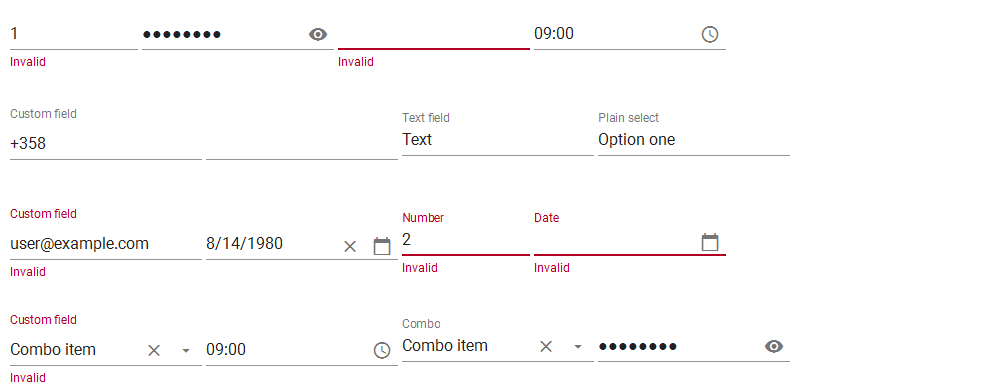 1 ●●●●●●●● 09:00
Invalid Invalid
Custom field Text field Plain select
+358 Text Option one
Custom field Number Date
user@example.com 8/14/1980 2
Invalid Invalid Invalid
Custom field Combo
Combo item 09:00 Combo item ●●●●●●●●
Invalid